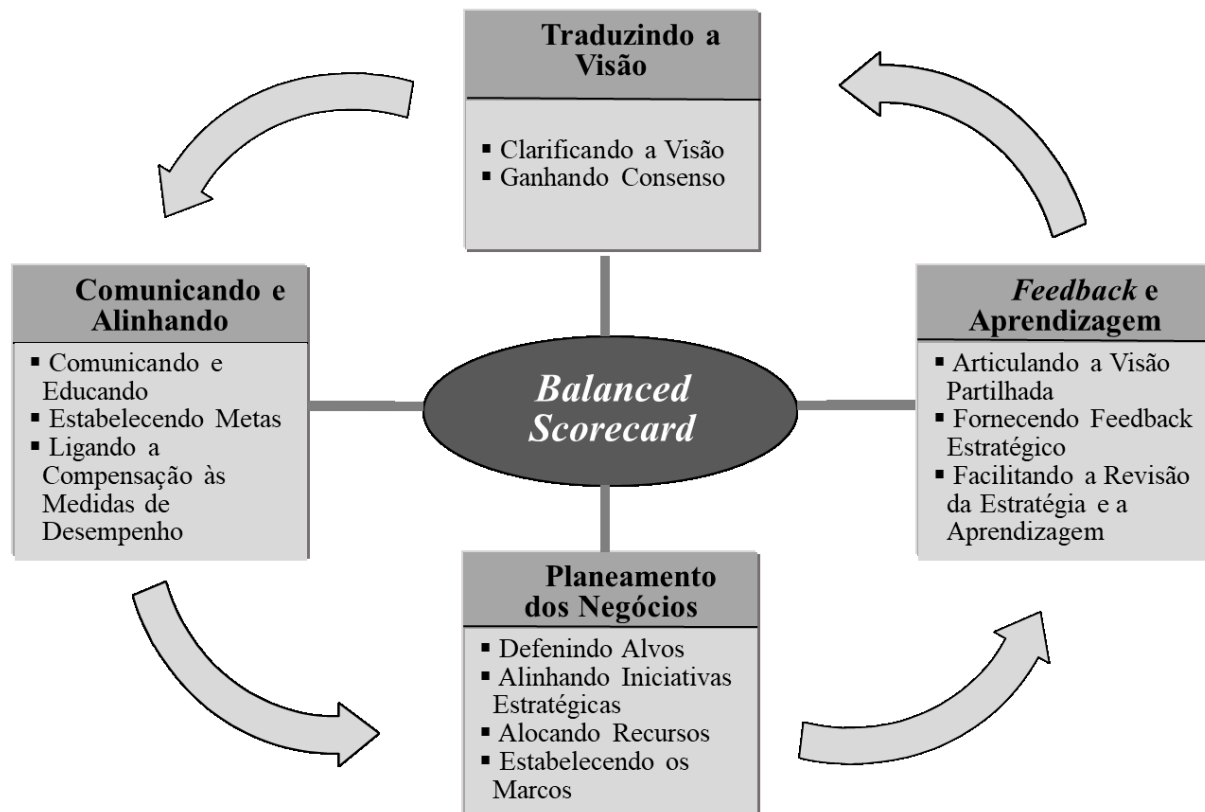 Traduzindo a
Visão
▪ Clarificando a Visão
▪ Ganhando Consenso
Comunicando e
Alinhando
▪ Comunicando e
Educando
▪ Estabelecendo Metas
▪ Ligando a
Compensação às
Medidas de
Desempenho
Balanced
Scorecard
Feedback e
Aprendizagem
▪ Articulando a Visão
Partilhada
▪ Fornecendo Feedback
Estratégico
▪ Facilitando a Revisão
da Estratégia e a
Aprendizagem
Planeamento
dos Negócios
▪ Defenindo Alvos
▪ Alinhando Iniciativas
Estratégicas
▪ Alocando Recursos
▪ Estabelecendo os
Marcos